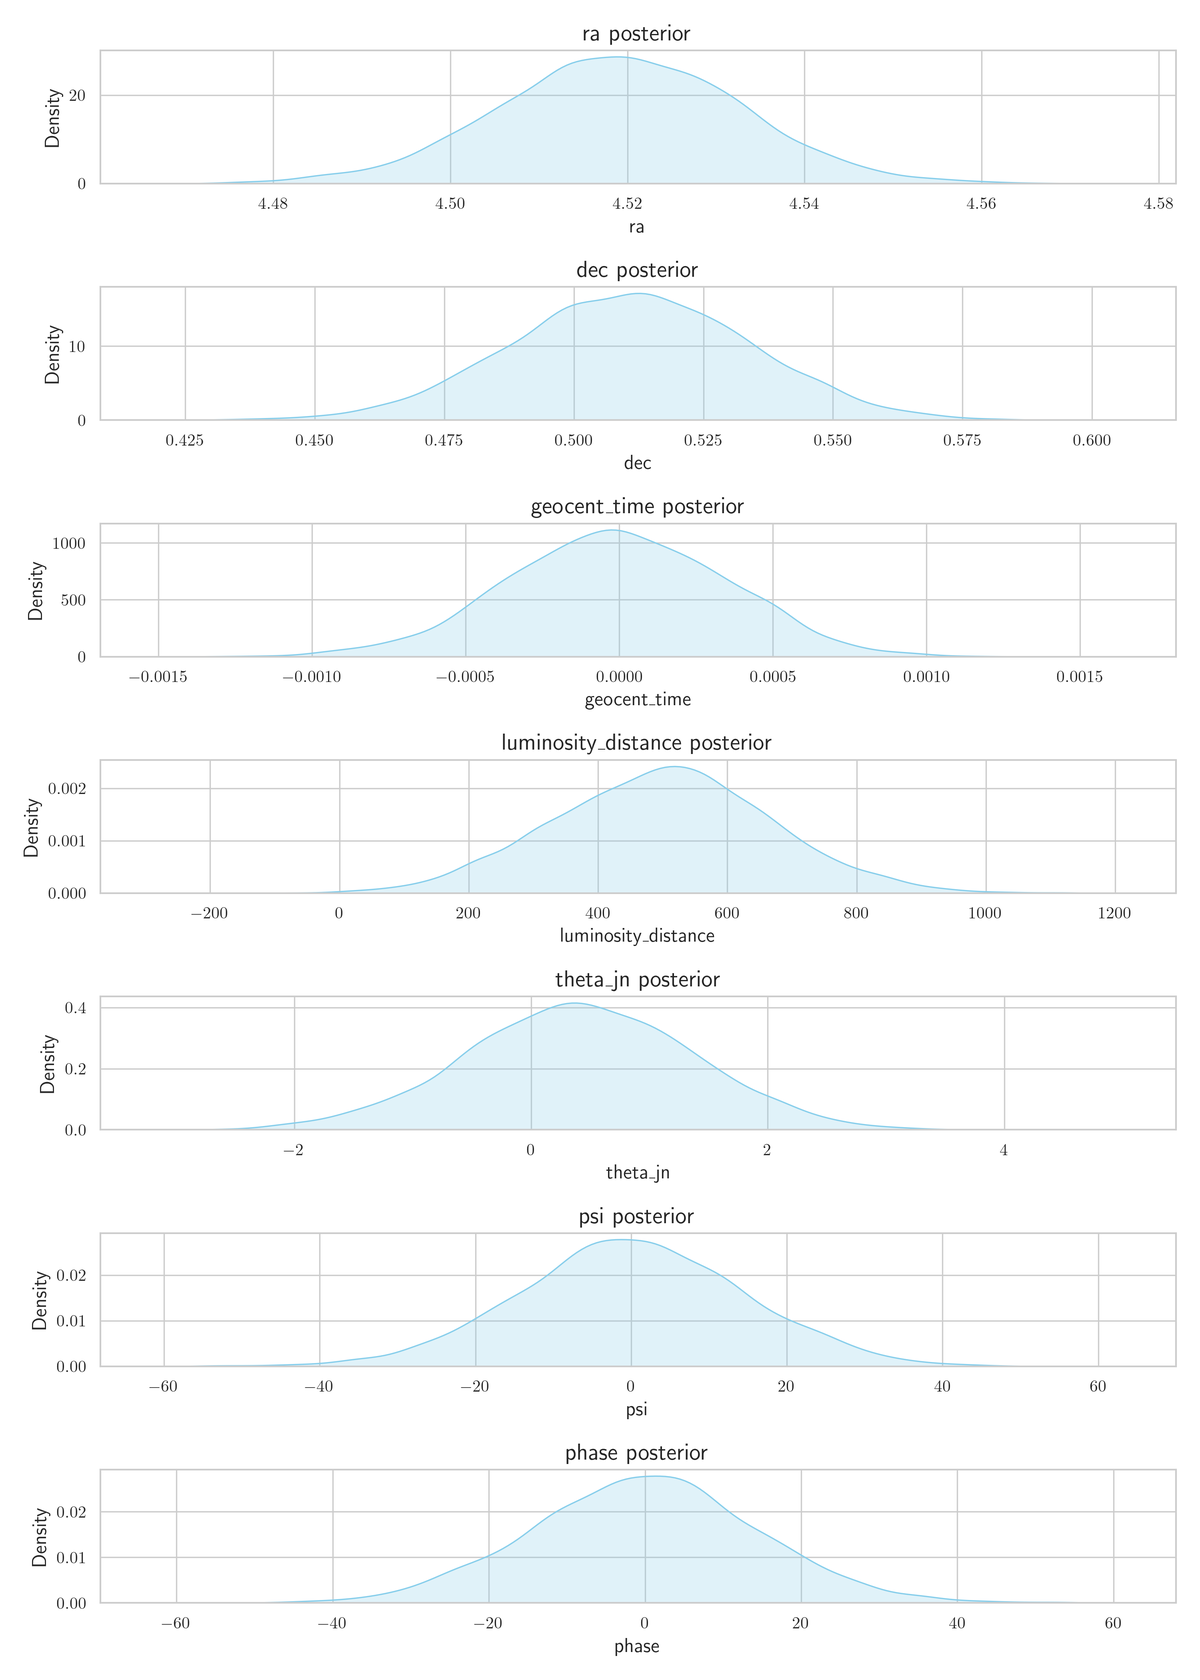 ra posterior
Density
20
0
4.48 4.50 4.52 4.54 4.56 4.58
ra
dec posterior
Density
10
0
0.425 0.450 0.475 0.500 0.525 0.550 0.575 0.600
dec
geocent_time posterior
Density
1000
500
0
−0.0015 −0.0010 −0.0005 0.0000 0.0005 0.0010 0.0015
geocent_time
luminosity_distance posterior
Density
0.002
0.001
0.000
−200 0 200 400 600 800 1000 1200
luminosity_distance
theta_jn posterior
Density
0.4
0.2
0.0
−2 0 2 4
theta_jn
psi posterior
Density
0.02
0.01
0.00
−60 −40 −20 0 20 40 60
psi
phase posterior
Density
0.02
0.01
0.00
−60 −40 −20 0 20 40 60
phase